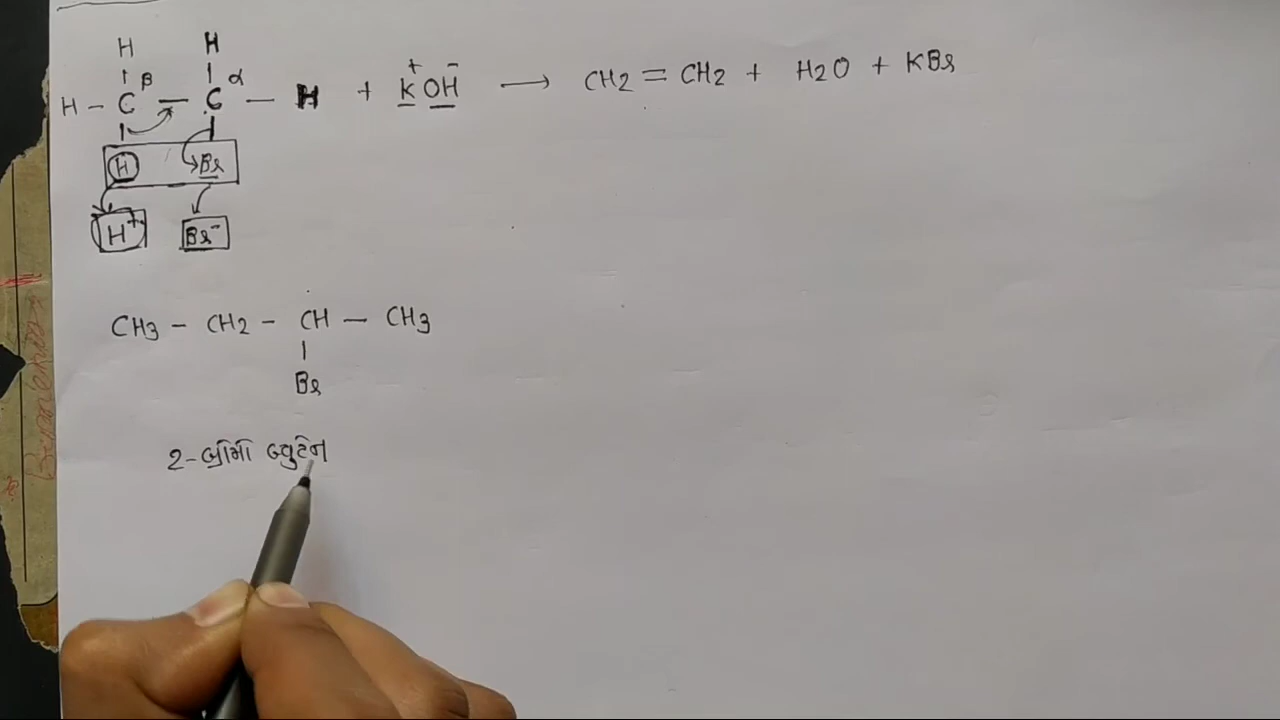 H H
H - C β - C α - H + K⁺ OH⁻ → CH2 = CH2 + H2O + KBr
H Br
H⁺ Br⁻
CH3 - CH2 - CH - CH3
Br
2-બ્રોમો બ્યુટેન